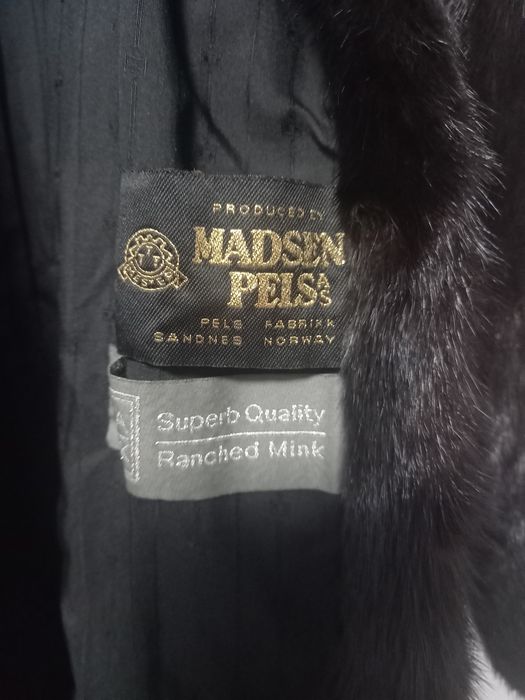 PRODUCED BY
MADSEN
PELS A/S
PELS FABRIKK
SANDNES NORWAY
Superb Quality
Ranched Mink